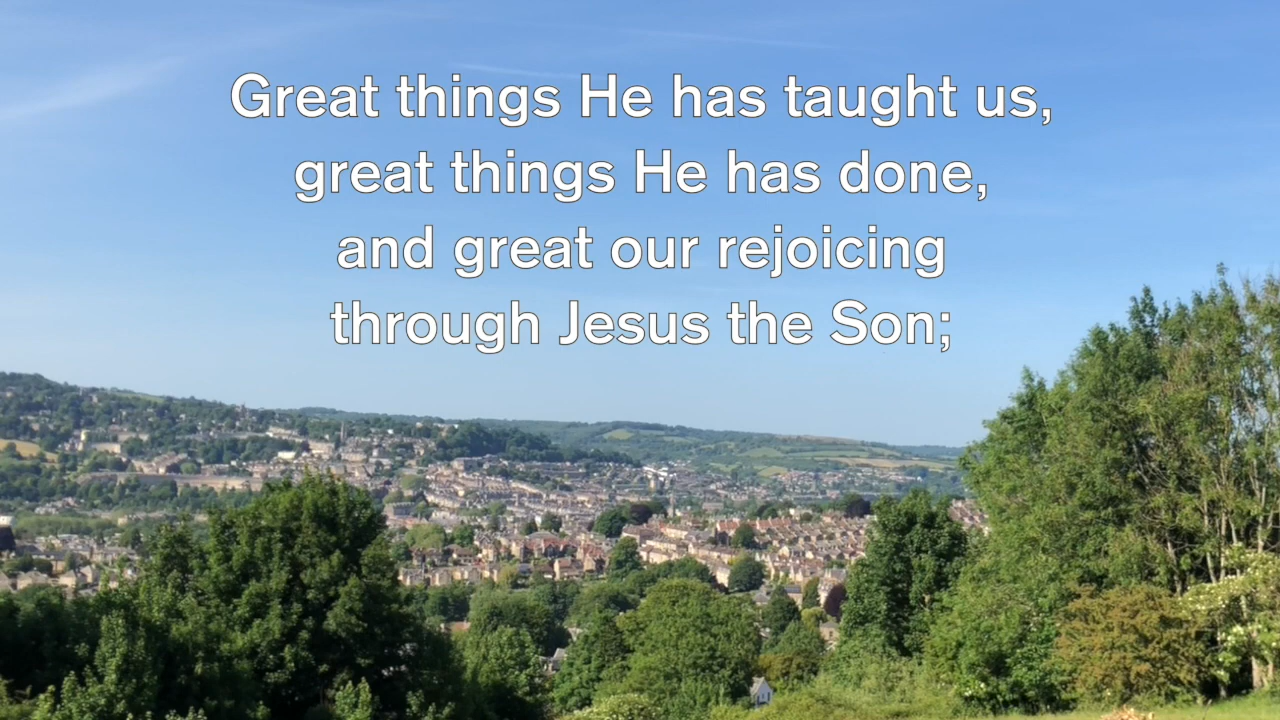 Great things He has taught us,
great things He has done,
and great our rejoicing
through Jesus the Son;